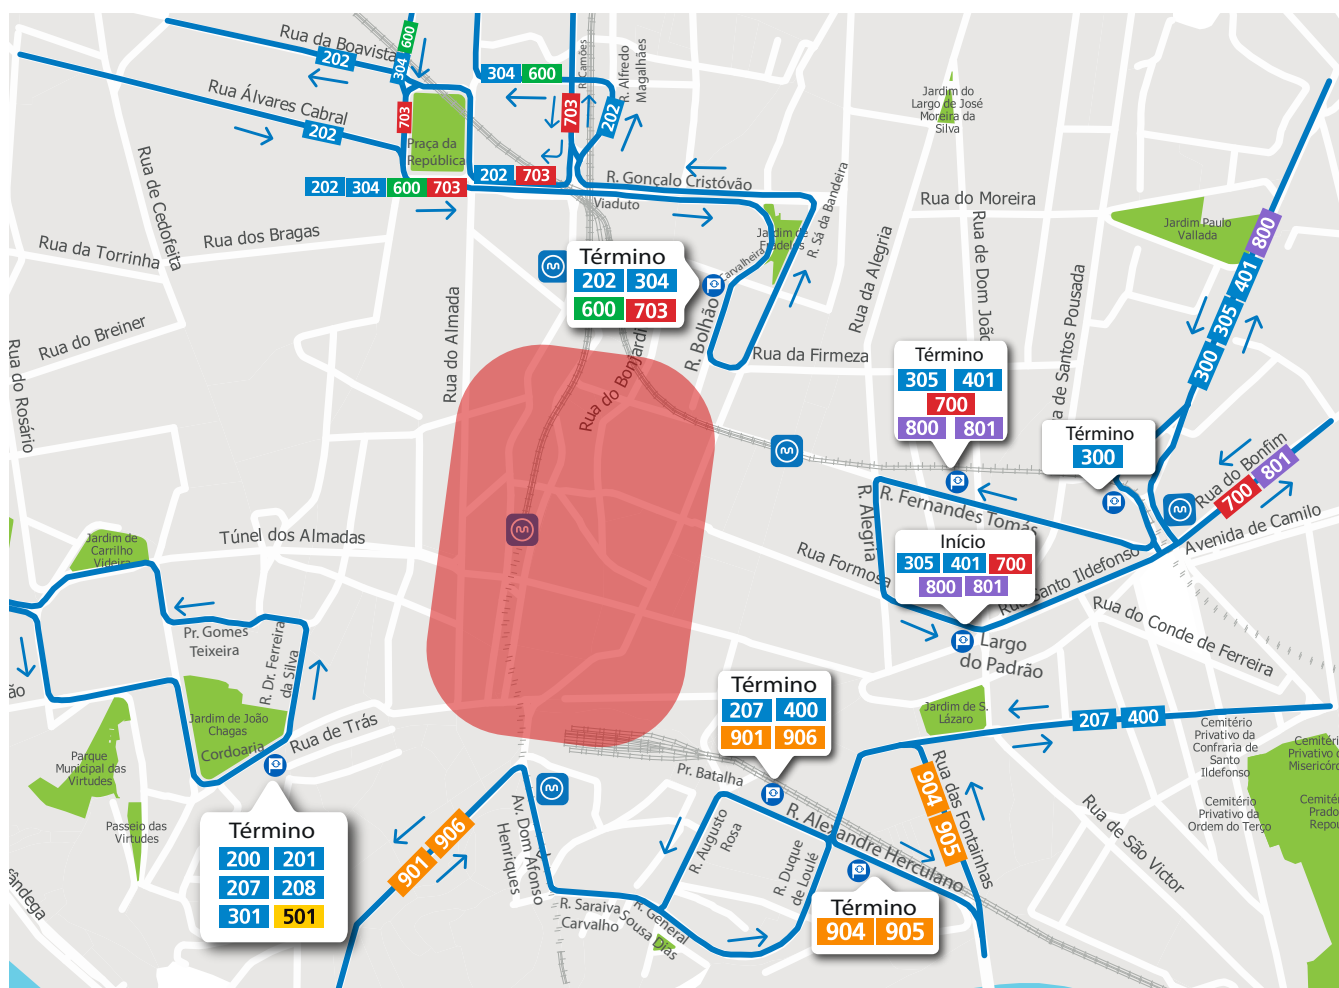 600
Rua da Boavista
202
304
R. Camões
R. Alfredo
Magalhães
304 600
Rua Álvares Cabral
202
703
703
202
Jardim do
Largo de José
Moreira da
Silva
Praça da
República
202 703
202 304 600 703
R. Gonçalo Cristóvão
Viaduto
Rua de Cedofeita
R. Sá da Bandeira
Rua do Moreira
Jardim Paulo
Vallada
800
401
305
300
Rua da Torrinha
Rua dos Bragas
Jardim de
Fradelos
Carvalheira
Término
202 304
600 703
R. Bolhão
Rua da Alegria
Rua de Dom João
Rua do Breiner
Rua do Almada
Rua do Rosário
Rua do Bonjardi
Rua da Firmeza
a de Santos Pousada
Término
305 401
700
800 801
Término
300
Rua do Bonfim
700 801
R. Fernandes Tomás
R. Alegria
Avenida de Camilo
Túnel dos Almadas
Jardim de
Carrilho
Videira
Rua Formosa
Início
305 401 700
800 801
Rua Santo Ildefonso
Rua do Conde de Ferreira
Largo
do Padrão
Pr. Gomes
Teixeira
R. Dr. Ferreira
da Silva
ão
Jardim de João
Chagas
Cordoaria
Rua de Trás
Término
207 400
901 906
Jardim de S.
Lázaro
207 400
Cemitério
Privativo da
Confraria de
Santo
Ildefonso
Cemitéri
Privativo d
Misericórd
Parque
Municipal das
Virtudes
Pr. Batalha
Cemitério
Privativo da
Ordem do Terço
Cemité
Prado
Repou
Passeio das
Virtudes
Término
200 201
207 208
301 501
901 906
Av. Dom Afonso
Henriques
R. Augusto
Rosa
R. Alexandre Herculano
R. Duque
de Loulé
904 905
Rua das Fontainhas
Rua de São Victor
R. Saraiva
Carvalho
R. General
Sousa Dias
Término
904 905
ândega